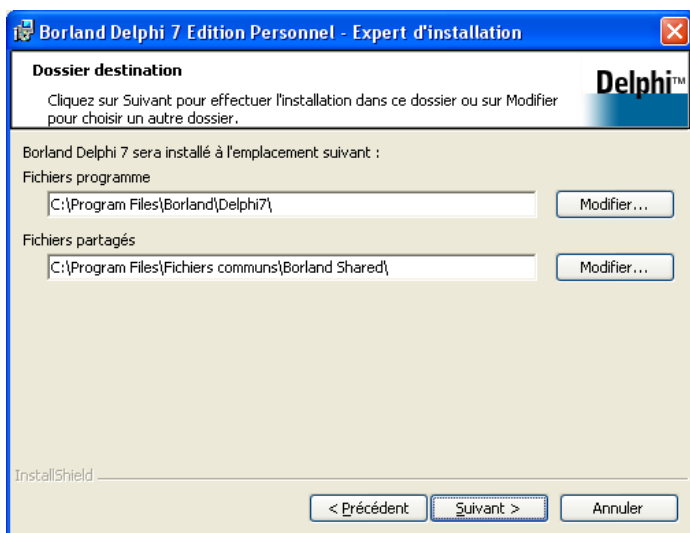 Borland Delphi 7 Edition Personnel - Expert d'installation
Dossier destination
Delphi™
Cliquez sur Suivant pour effectuer l'installation dans ce dossier ou sur Modifier
pour choisir un autre dossier.
Borland Delphi 7 sera installé à l'emplacement suivant :
Fichiers programme
C:\Program Files\Borland\Delphi7\
Modifier...
Fichiers partagés
C:\Program Files\Fichiers communs\Borland Shared\
Modifier...
InstallShield
< Précédent
Suivant >
Annuler